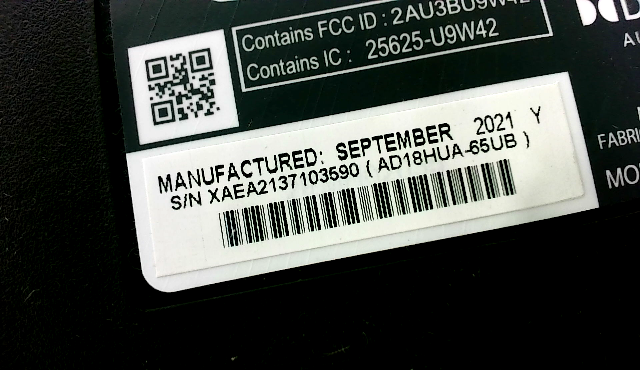 Contains FCC ID : 2AU3BU9W42
Contains IC : 25625-U9W42
MANUFACTURED: SEPTEMBER 2021 Y
S/N XAEA2137103590 ( AD18HUA-65UB )